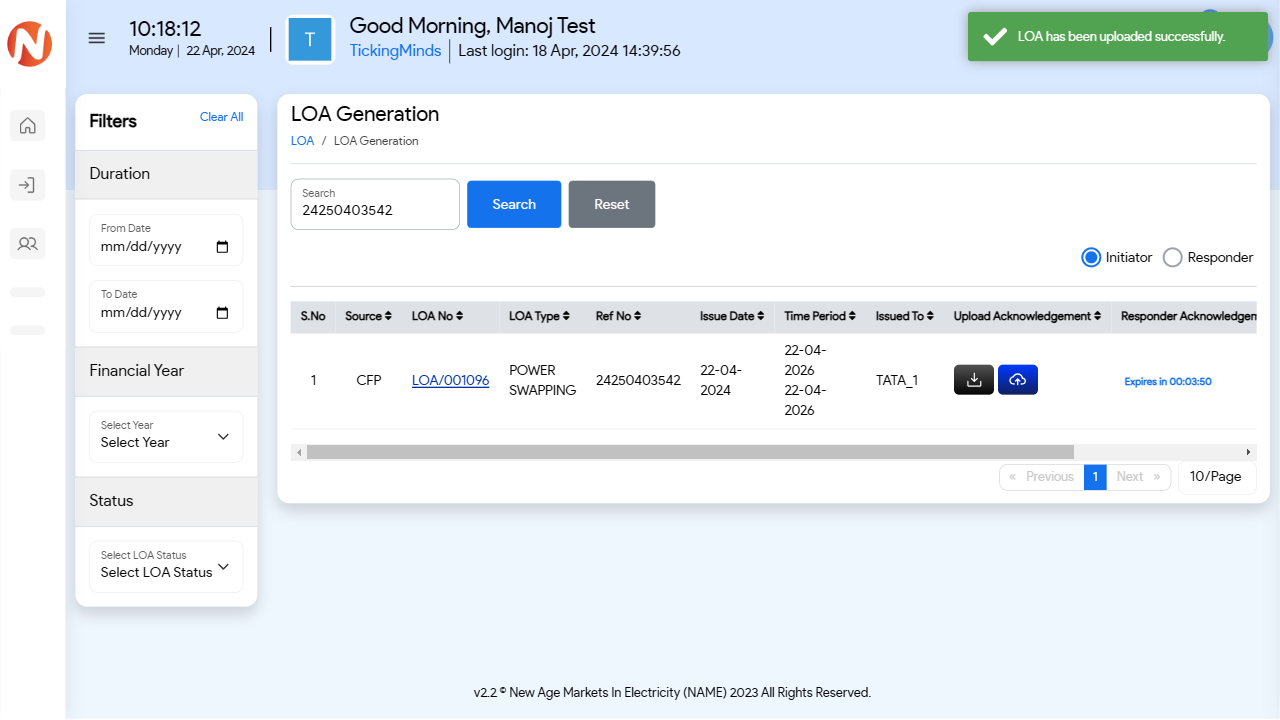 10:18:12
Monday | 22 Apr, 2024
T
Good Morning, Manoj Test
TickingMinds | Last login: 18 Apr, 2024 14:39:56
LOA has been uploaded successfully.
Filters
Clear All
Duration
From Date
mm/dd/yyyy
To Date
mm/dd/yyyy
Financial Year
Select Year
Select Year
Status
Select LOA Status
Select LOA Status
LOA Generation
LOA / LOA Generation
Search
24250403542
Search
Reset
Initiator
Responder
S.No Source LOA No LOA Type Ref No Issue Date Time Period Issued To Upload Acknowledgement Responder Acknowledgen
1 CFP LOA/001096 POWER SWAPPING 24250403542 22-04-2024 22-04-2026 22-04-2026 TATA_1 Expires in 00:03:50
« Previous 1 Next » 10/Page
v2.2 © New Age Markets In Electricity (NAME) 2023 All Rights Reserved.